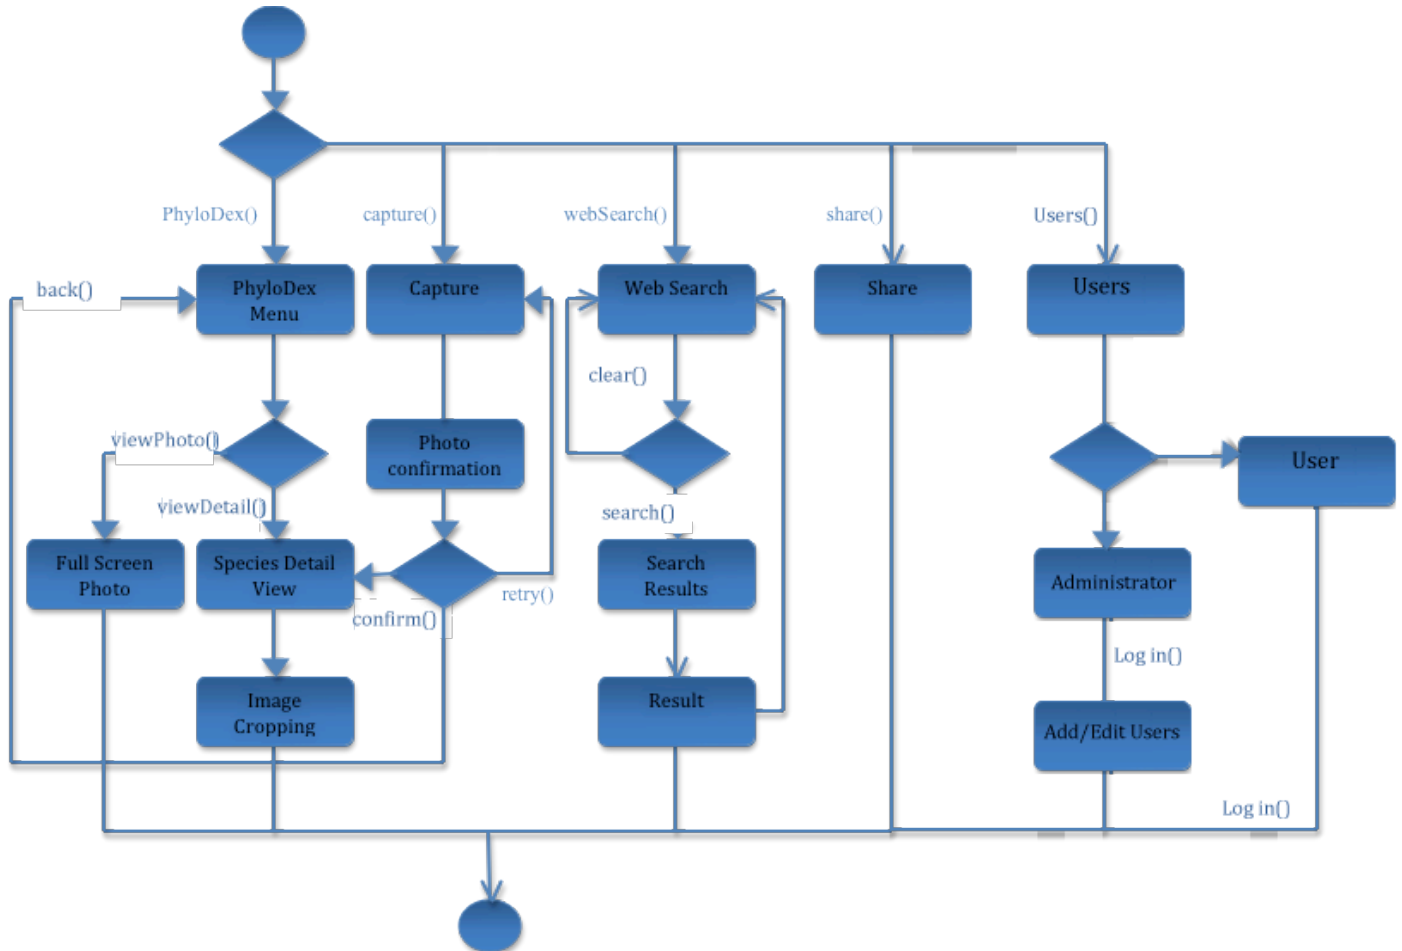 PhyloDex()
capture()
webSearch()
share()
Users()
back()
PhyloDex
Menu
Capture
Web Search
Share
Users
clear()
viewPhoto()
Photo
confirmation
User
viewDetail()
search()
Full Screen
Photo
Species Detail
View
Search
Results
Administrator
retry()
confirm()
Log in()
Image
Cropping
Result
Add/Edit Users
Log in()